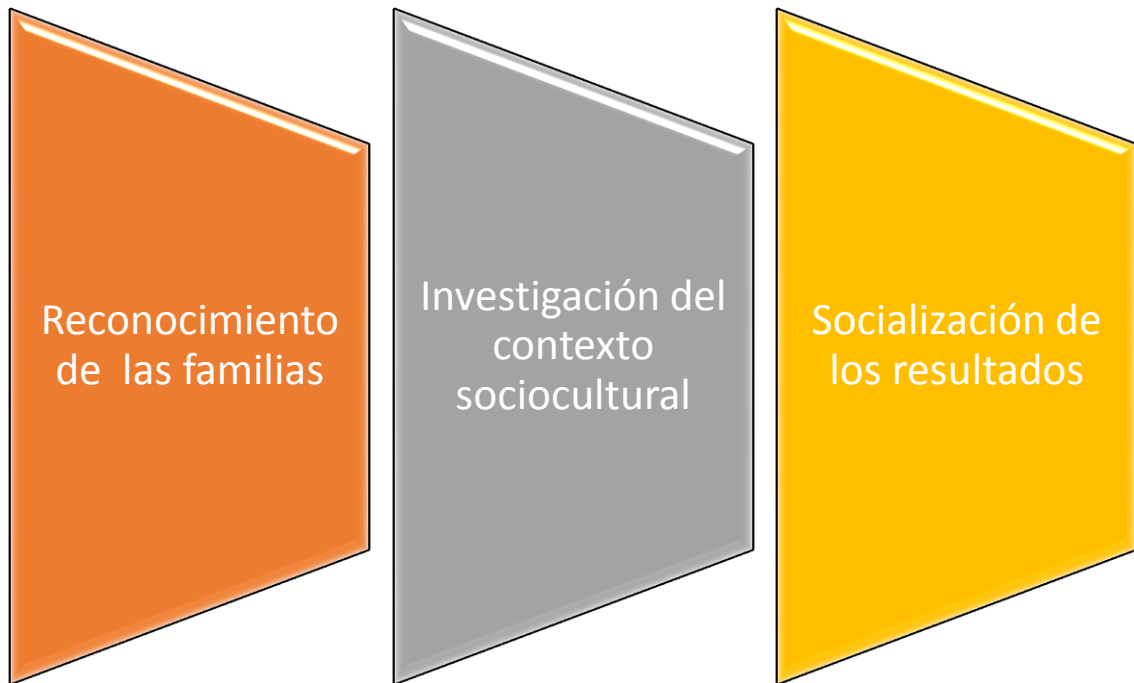 Reconocimiento
de las familias
Investigación del
contexto
sociocultural
Socialización de
los resultados